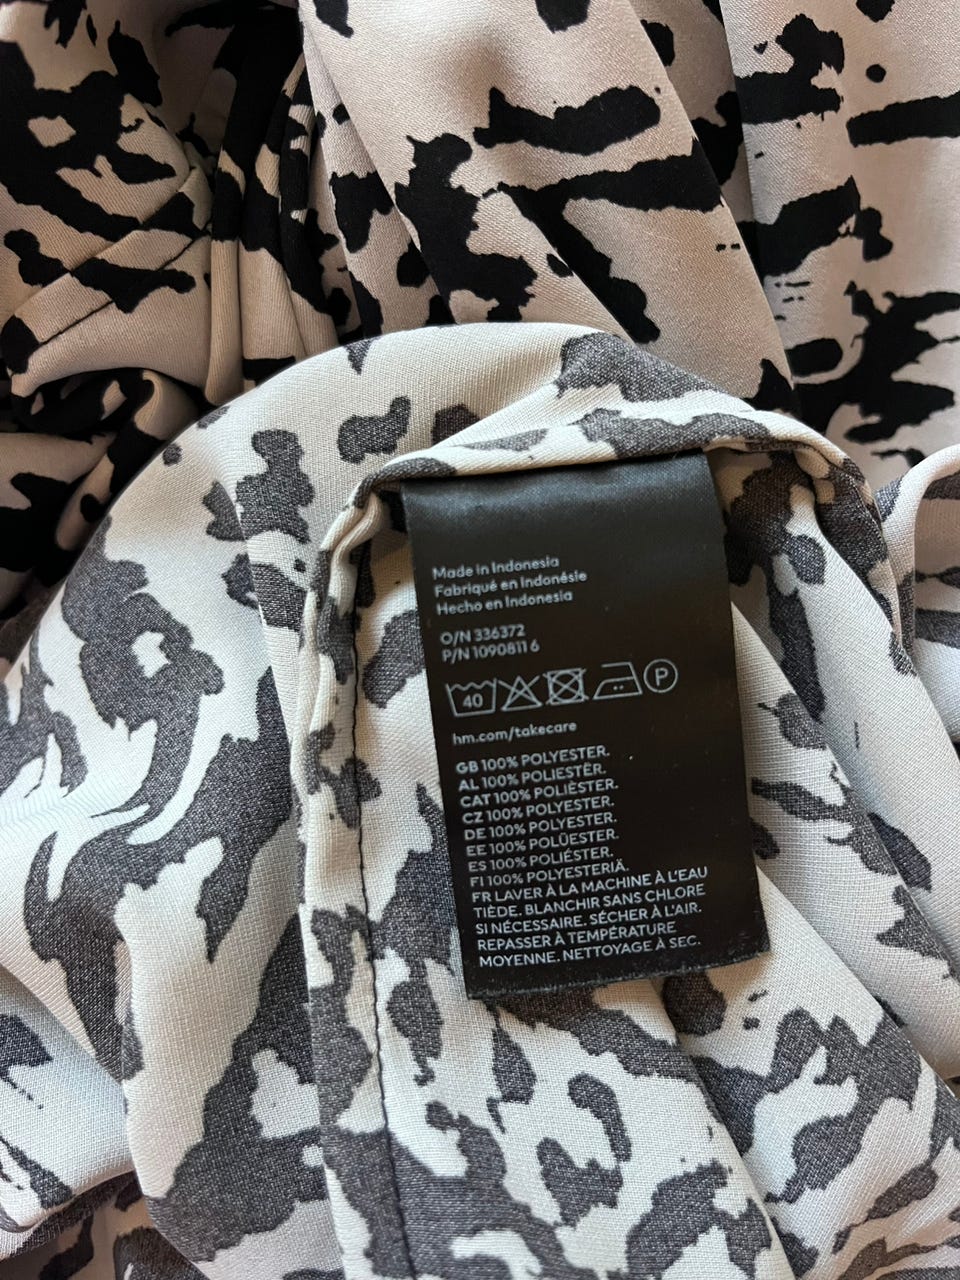 Made in Indonesia
Fabriqué en Indonésie
Hecho en Indonesia
O/N 336372
P/N 1090811 6
40 P
hm.com/takecare
GB 100% POLYESTER.
AL 100% POLIESTËR.
CAT 100% POLIÈSTER.
CZ 100% POLYESTER.
DE 100% POLYESTER.
EE 100% POLÜESTER.
ES 100% POLIÉSTER.
FI 100% POLYESTERIÄ.
FR LAVER À LA MACHINE À L'EAU
TIÈDE. BLANCHIR SANS CHLORE
SI NÉCESSAIRE. SÉCHER À L'AIR.
REPASSER À TEMPÉRATURE
MOYENNE. NETTOYAGE À SEC.